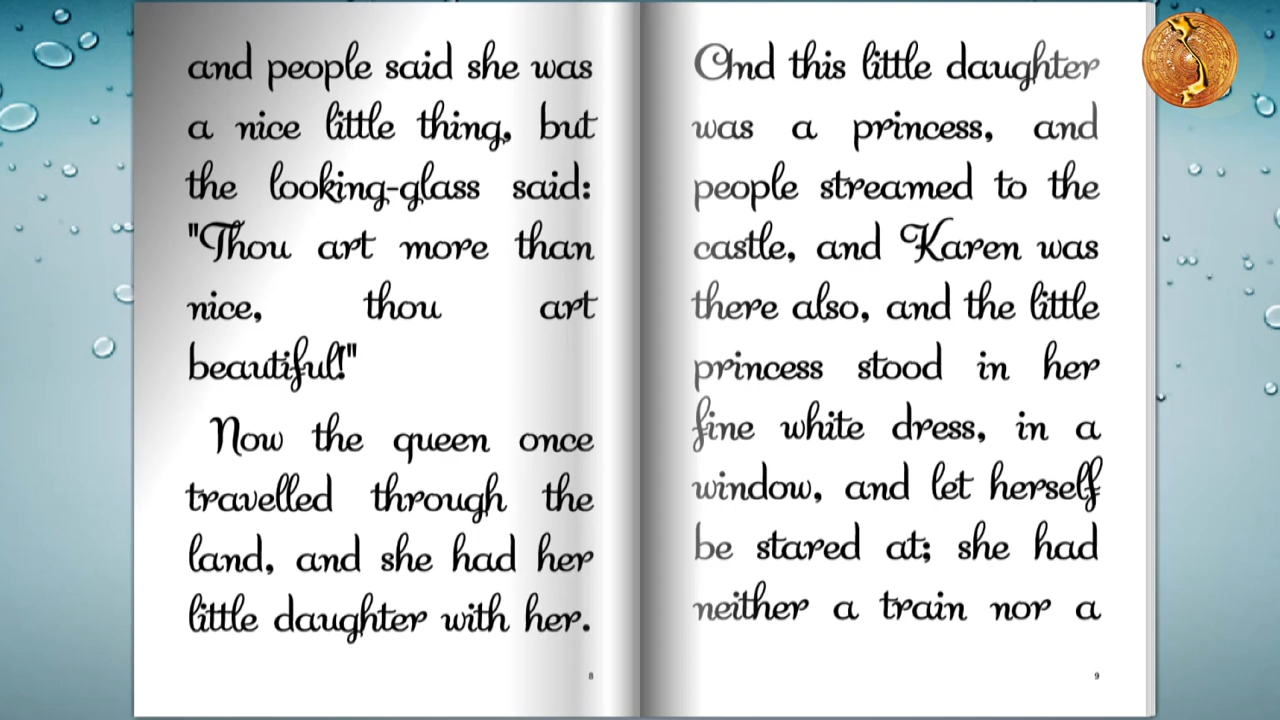 and people said she was
a nice little thing, but
the looking-glass said:
"Thou art more than
nice, thou art
beautiful!"
Now the queen once
travelled through the
land, and she had her
little daughter with her.
8
And this little daughter
was a princess, and
people streamed to the
castle, and Karen was
there also, and the little
princess stood in her
fine white dress, in a
window, and let herself
be stared at; she had
neither a train nor a
9